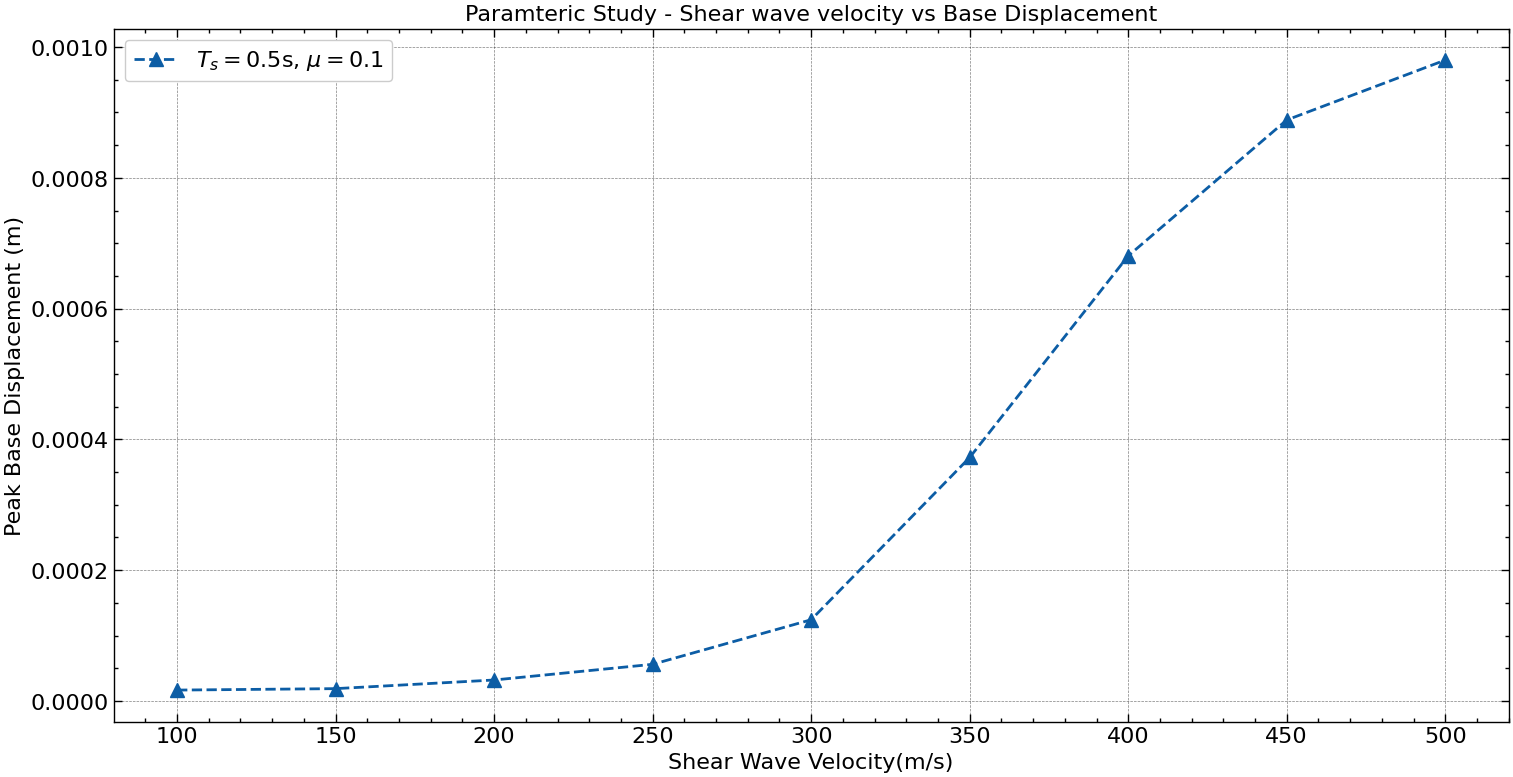 Paramteric Study - Shear wave velocity vs Base Displacement
T_s = 0.5s, μ = 0.1
Peak Base Displacement (m)
0.0010
0.0008
0.0006
0.0004
0.0002
0.0000
100 150 200 250 300 350 400 450 500
Shear Wave Velocity(m/s)